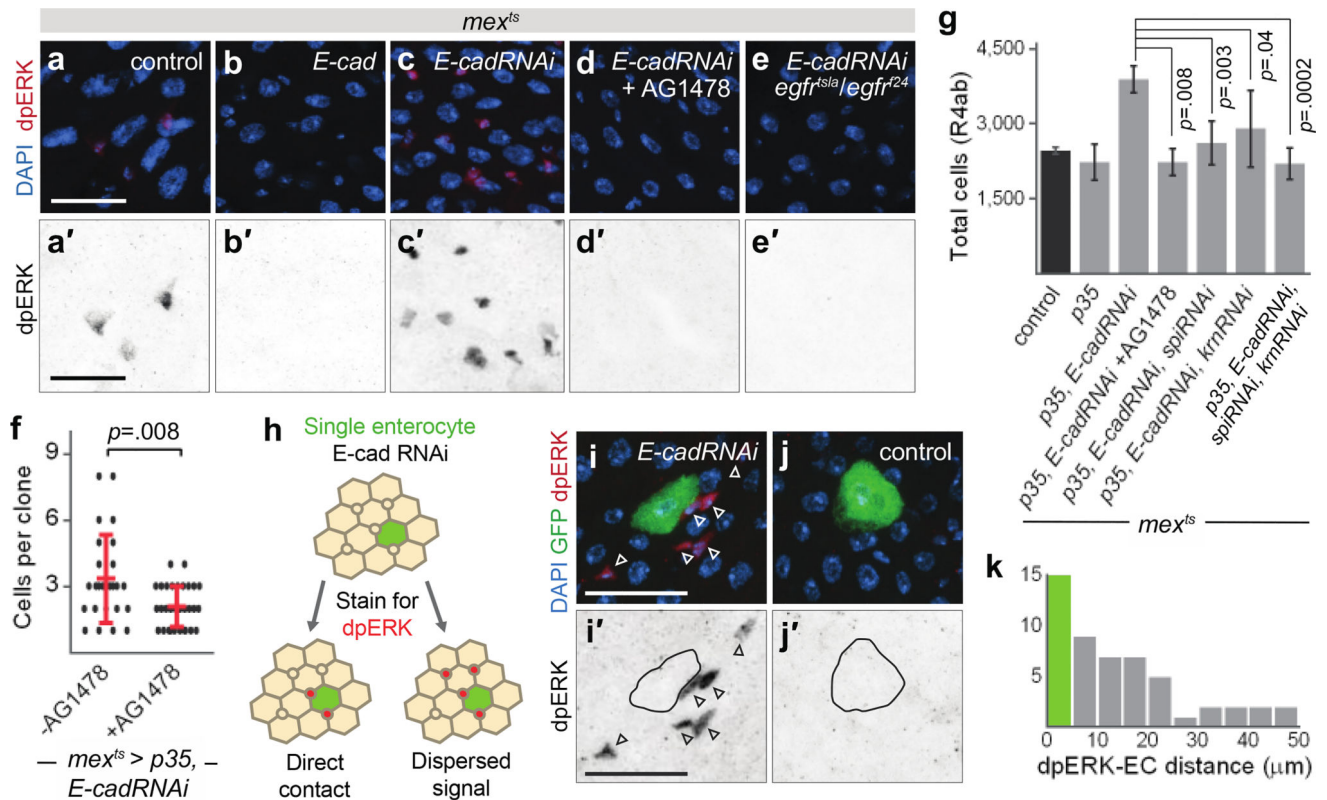 mexᵗˢ
a
control
b
E-cad
c
E-cadRNAi
d
E-cadRNAi
+ AG1478
e
E-cadRNAi
egfrᵗˢˡᵃ/egfrᶠ²⁴
DAPI dpERK
a′
b′
c′
d′
e′
dpERK
g
4,500
3,000
1,500
Total cells (R4ab)
p=.008
p=.003
p=.04
p=.0002
control
p35
p35, E-cadRNAi
p35, E-cadRNAi +AG1478
p35, E-cadRNAi, spiRNAi
p35, E-cadRNAi, krnRNAi
p35, E-cadRNAi,
spiRNAi, krnRNAi
mexᵗˢ
f
p=.008
9
6
3
Cells per clone
-AG1478
+AG1478
mexᵗˢ > p35,
E-cadRNAi
h
Single enterocyte
E-cad RNAi
Stain for
dpERK
Direct
contact
Dispersed
signal
i
E-cadRNAi
j
control
DAPI GFP dpERK
i′
j′
dpERK
k
15
10
5
0 10 20 30 40 50
dpERK-EC distance (μm)